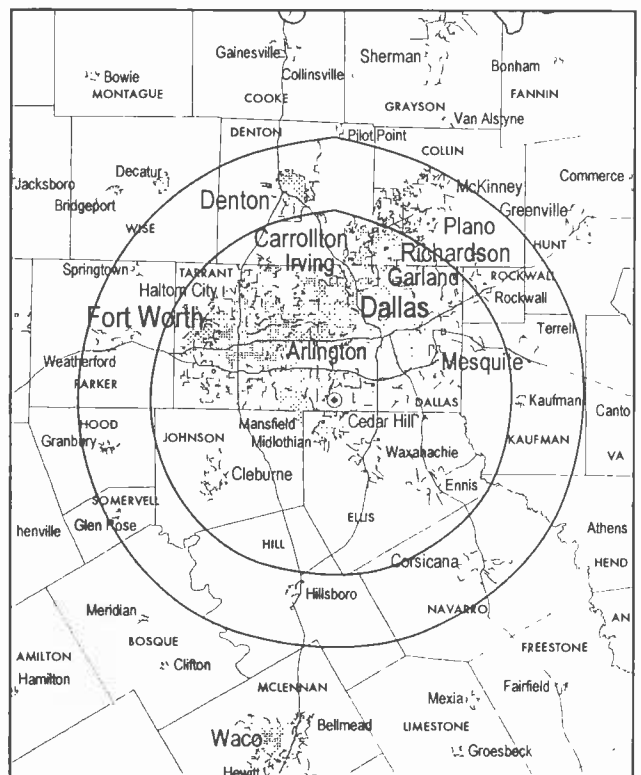 Gainesville
Sherman
Bonham
Bowie
Collinsville
MONTAGUE
COOKE
GRAYSON
FANNIN
Van Alstyne
DENTON
Pilot Point
COLLIN
Decatur
Jacksboro
Bridgeport
Denton
McKinney
Commerce
Greenville
WISE
Plano
Carrollton
Richardson
HUNT
Irving
Springtown
TARRANT
Garland
ROCKWALL
Haltom City
Rockwall
Fort Worth
Dallas
Terrell
Arlington
Weatherford
Mesquite
PARKER
DALLAS
Kaufman
Canto
HOOD
Mansfield
Cedar Hill
Granbury
JOHNSON
Midlothian
KAUFMAN
Waxahachie
VA
Cleburne
Ennis
SOMERVELL
ELLIS
Glen Rose
henville
Athens
HILL
Corsicana
HEND
Hillsboro
Meridian
NAVARRO
AN
BOSQUE
FREESTONE
AMILTON
Clifton
Hamilton
MCLENNAN
Fairfield
Mexia
Bellmead
LIMESTONE
Waco
Groesbeck
Hewitt